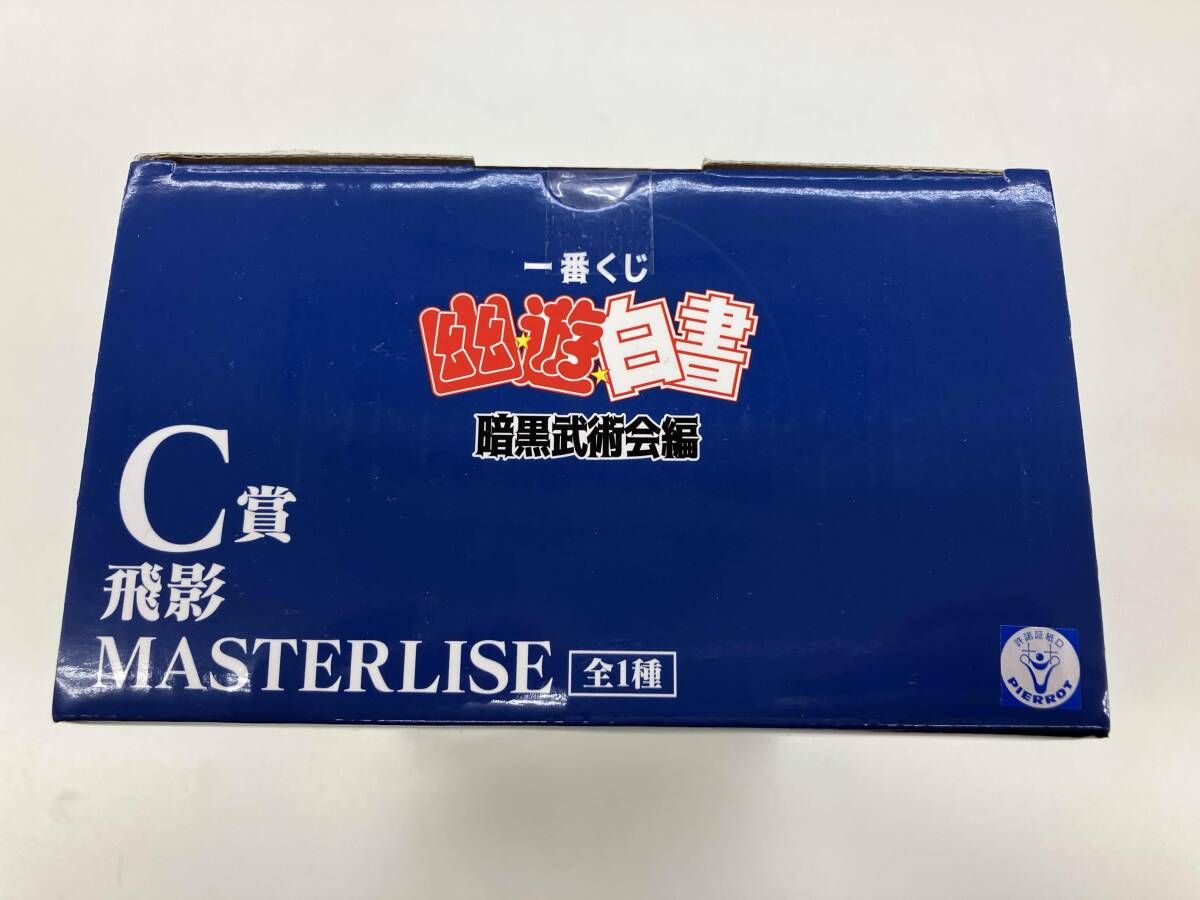 一番くじ
幽☆遊☆白書
暗黒武術会編
C賞
飛影
MASTERLISE 全1種
許諾証紙
PIERROT